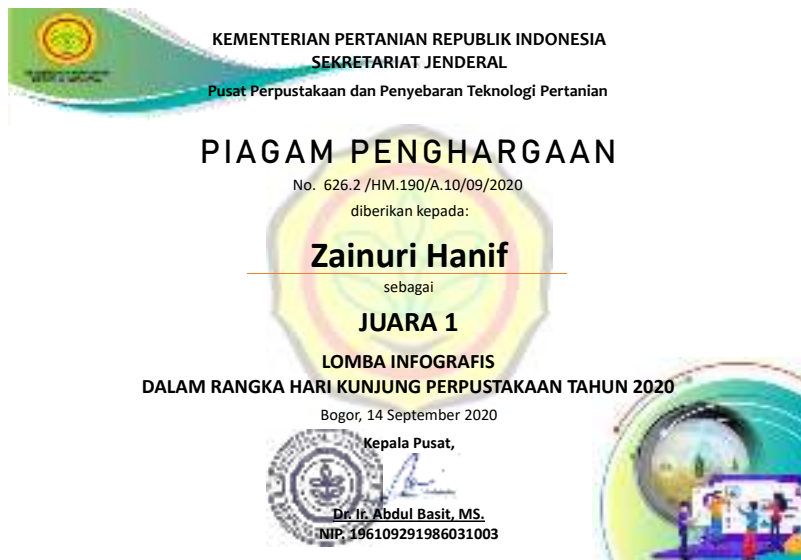 KEMENTERIAN PERTANIAN REPUBLIK INDONESIA
SEKRETARIAT JENDERAL
Pusat Perpustakaan dan Penyebaran Teknologi Pertanian
PIAGAM PENGHARGAAN
No. 626.2 /HM.190/A.10/09/2020
diberikan kepada:
Zainuri Hanif
sebagai
JUARA 1
LOMBA INFOGRAFIS
DALAM RANGKA HARI KUNJUNG PERPUSTAKAAN TAHUN 2020
Bogor, 14 September 2020
Kepala Pusat,
Dr. Ir. Abdul Basit, MS.
NIP. 196109291986031003